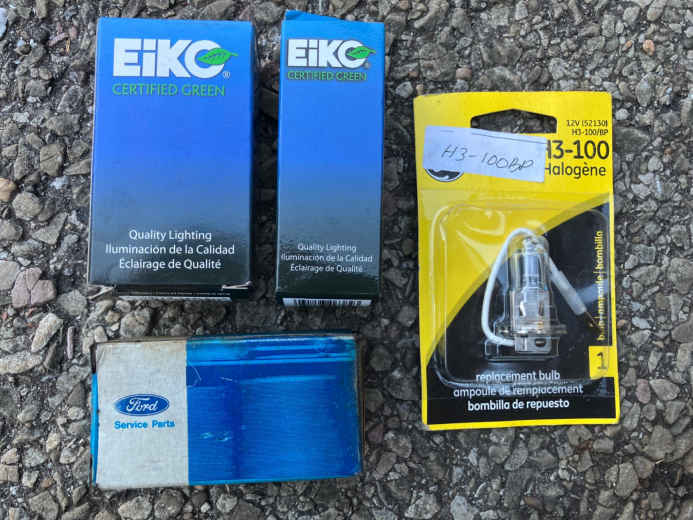 EiKO®
CERTIFIED GREEN
Quality Lighting
Iluminación de la Calidad
Éclairage de Qualité
EiKO
CERTIFIED GREEN
Quality Lighting
Iluminación de la Calidad
Éclairage de Qualité
12V (52130)
H3-100/BP
H3-100
Halogène
H3-100BP
ampoule | bombilla
1
replacement bulb
ampoule de remplacement
bombilla de repuesto
Ford
Service Parts